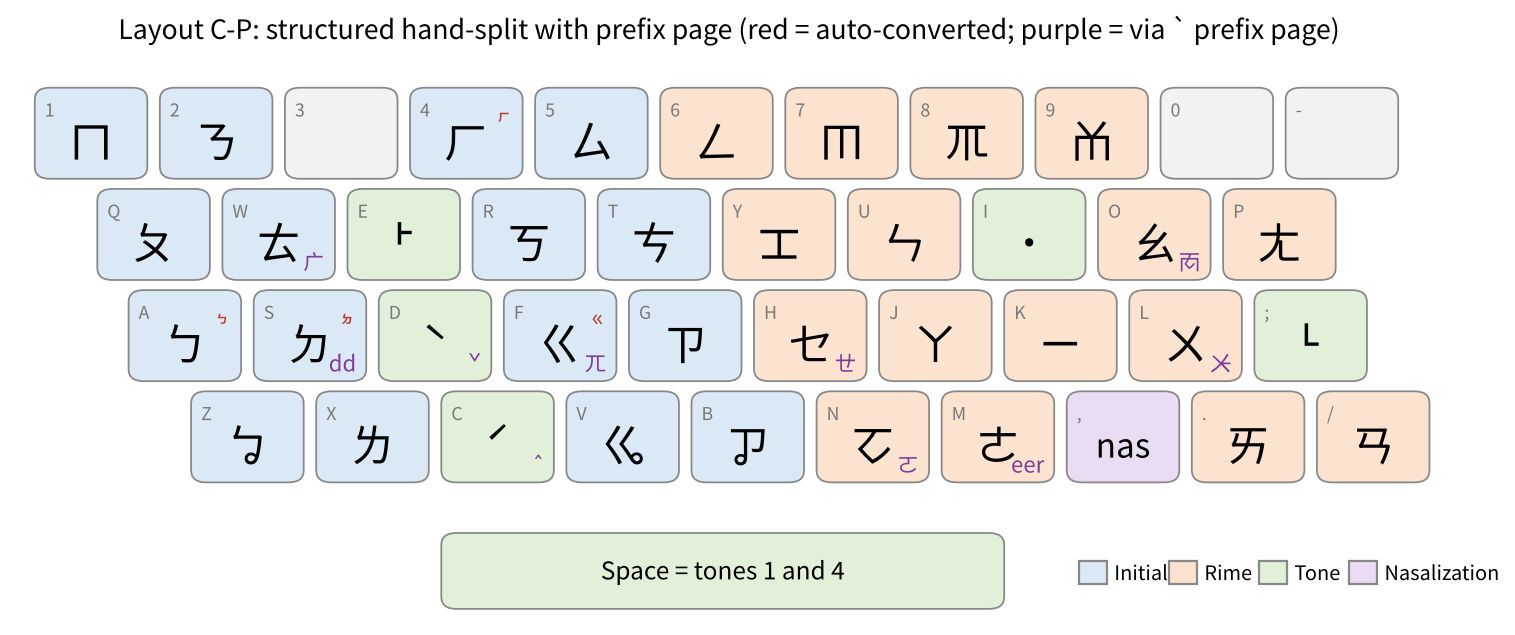 Layout C-P: structured hand-split with prefix page (red = auto-converted; purple = via ` prefix page)
1 ㄇ 2 ㄋ 3 4 ㄏ ㆷ 5 ㄙ 6 ㄥ 7 ㆬ 8 ㆭ 9 ㆯ 0 -
Q ㄆ W ㄊ ㄬ E ㆐ R ㄎ T ㄘ Y ㆲ U ㄣ I ˙ O ㄠ ㆱ P ㄤ
A ㄅ ㆴ S ㄉ ㆵ dd D ˋ ˇ F ㄍ ㆶ ㄫ G ㄗ H ㆤ ㄝ J ㄚ K ㄧ L ㄨ ㆨ ; ˪
Z ㆠ X ㄌ C ˊ ˆ V ㆣ B ㆡ N ㆦ ㄛ M ㄜ eer , nas . ㄞ / ㄢ
Space = tones 1 and 4
Initial Rime Tone Nasalization